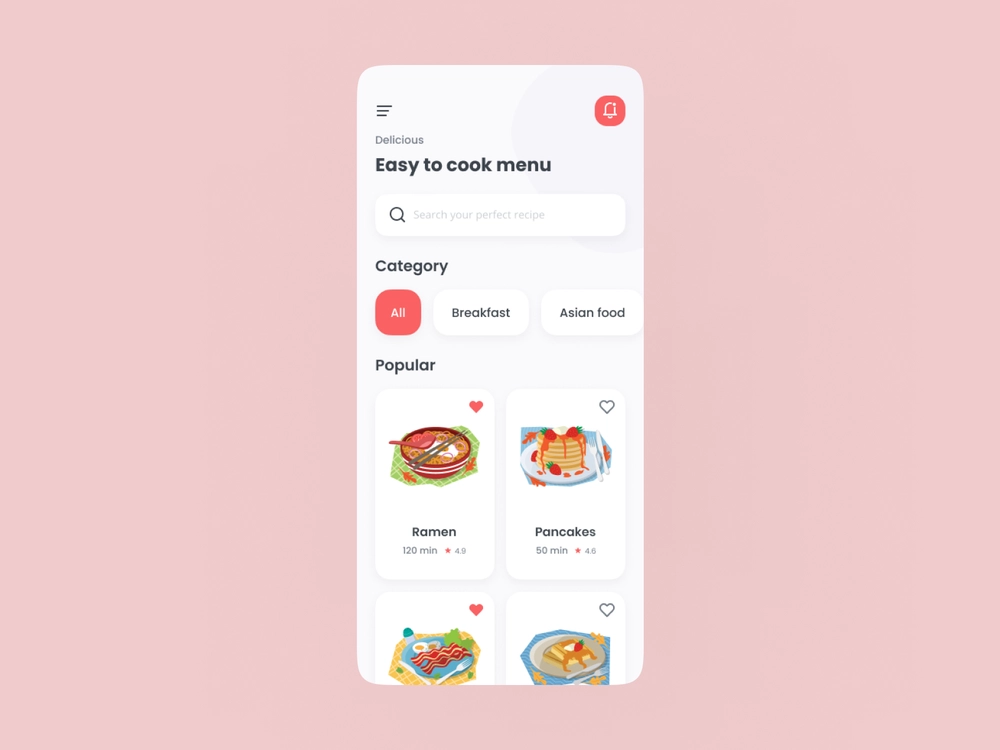 Delicious
Easy to cook menu
Search your perfect recipe
Category
All
Breakfast
Asian food
Popular
Ramen
120 min ★ 4.9
Pancakes
50 min ★ 4.6